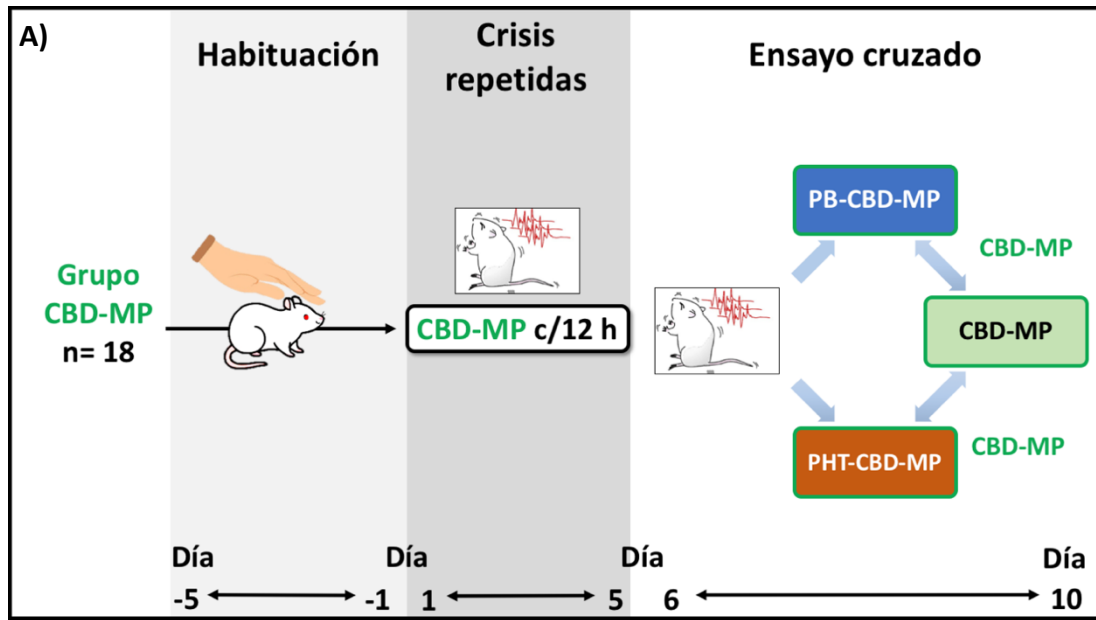 A)
Habituación
Crisis
repetidas
Ensayo cruzado
Grupo
CBD-MP
n= 18
CBD-MP c/12 h
PB-CBD-MP
CBD-MP
CBD-MP
CBD-MP
PHT-CBD-MP
Día
-5
-1
Día
1
5
Día
6
Día
10